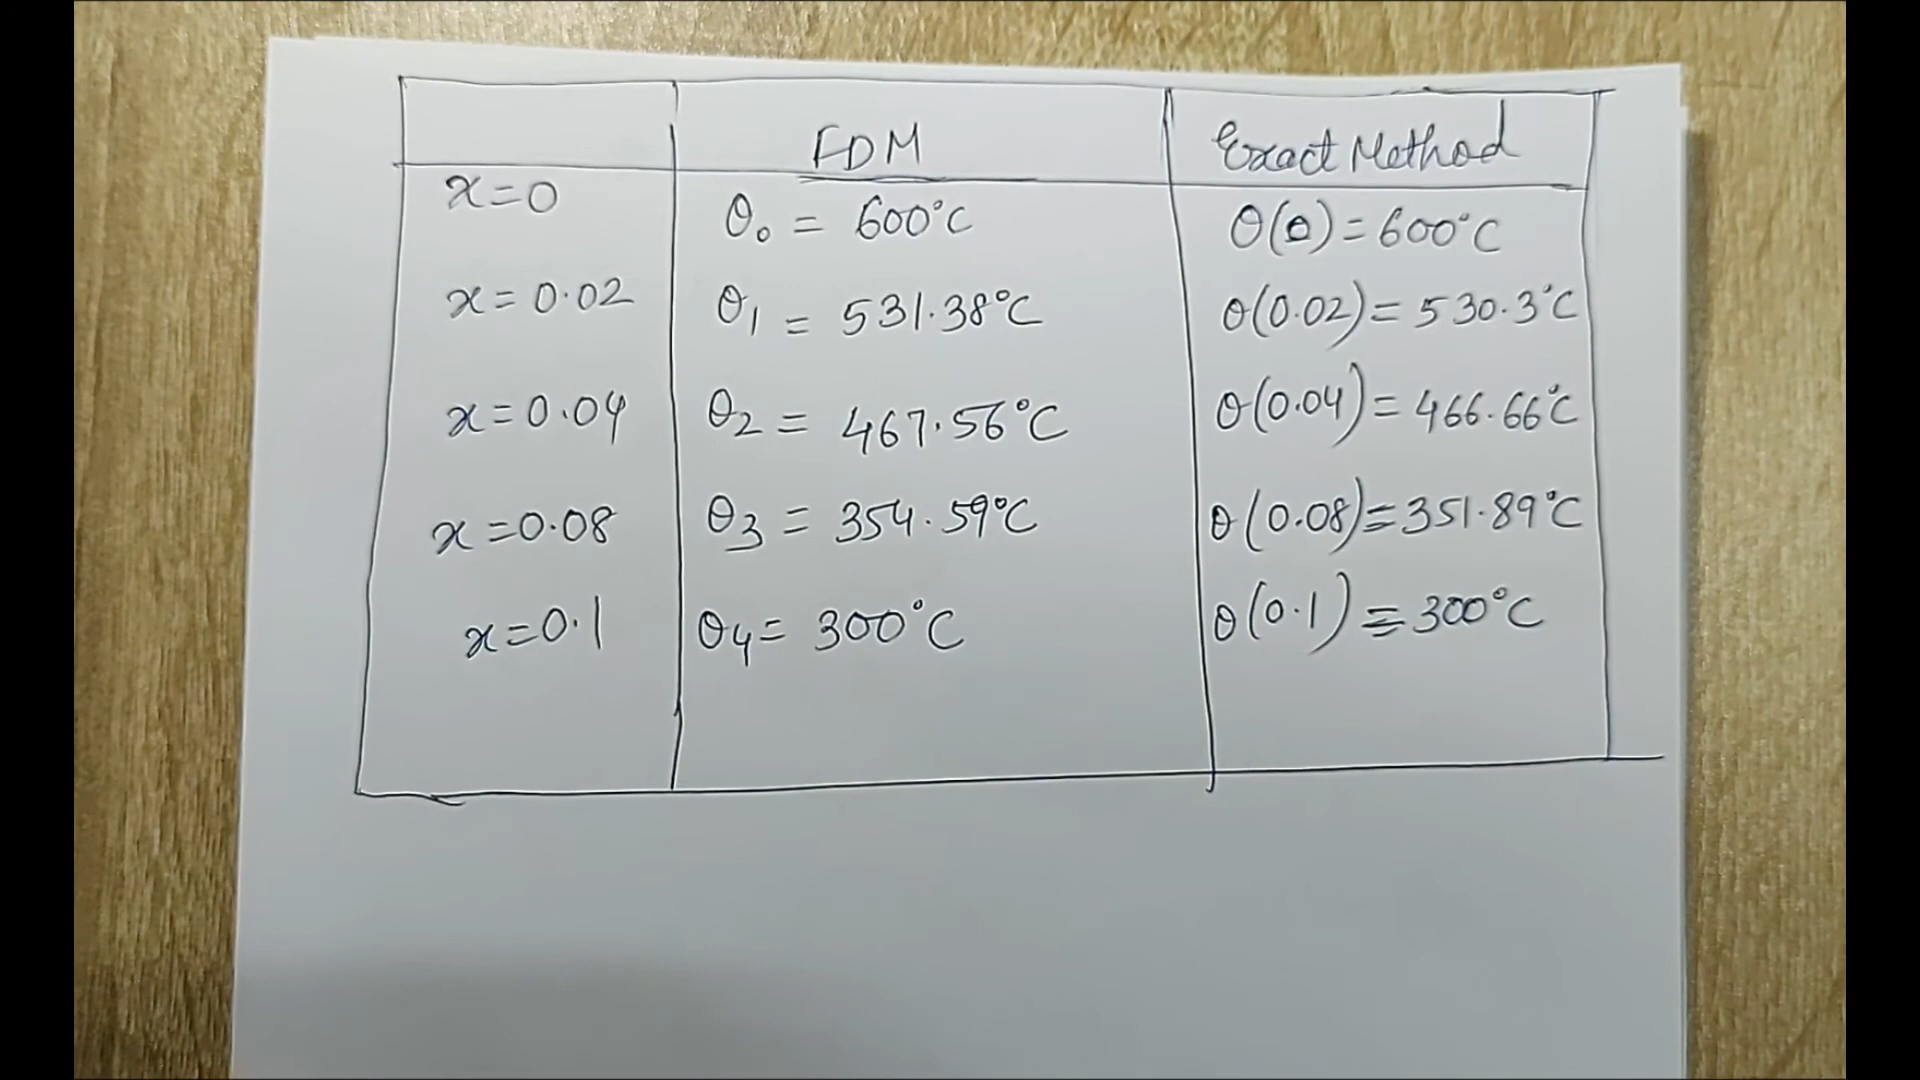 FDM Exact Method
x=0 θ₀ = 600°C θ(0)=600°C
x=0.02 θ₁ = 531.38°C θ(0.02)=530.3°C
x=0.04 θ₂ = 467.56°C θ(0.04)=466.66°C
x=0.08 θ₃ = 354.59°C θ(0.08)=351.89°C
x=0.1 θ₄= 300°C θ(0.1)=300°C